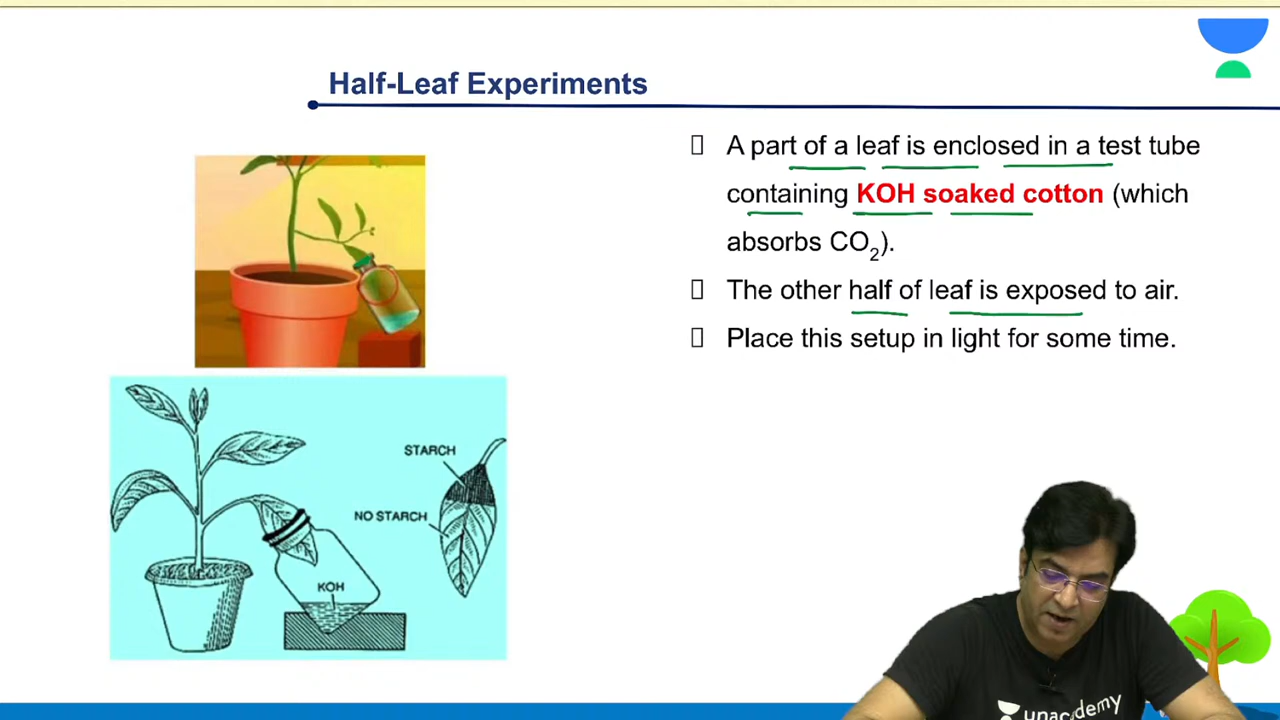 Half-Leaf Experiments
▯ A part of a leaf is enclosed in a test tube
containing KOH soaked cotton (which
absorbs CO₂).
▯ The other half of leaf is exposed to air.
▯ Place this setup in light for some time.
STARCH
NO STARCH
KOH
unacademy